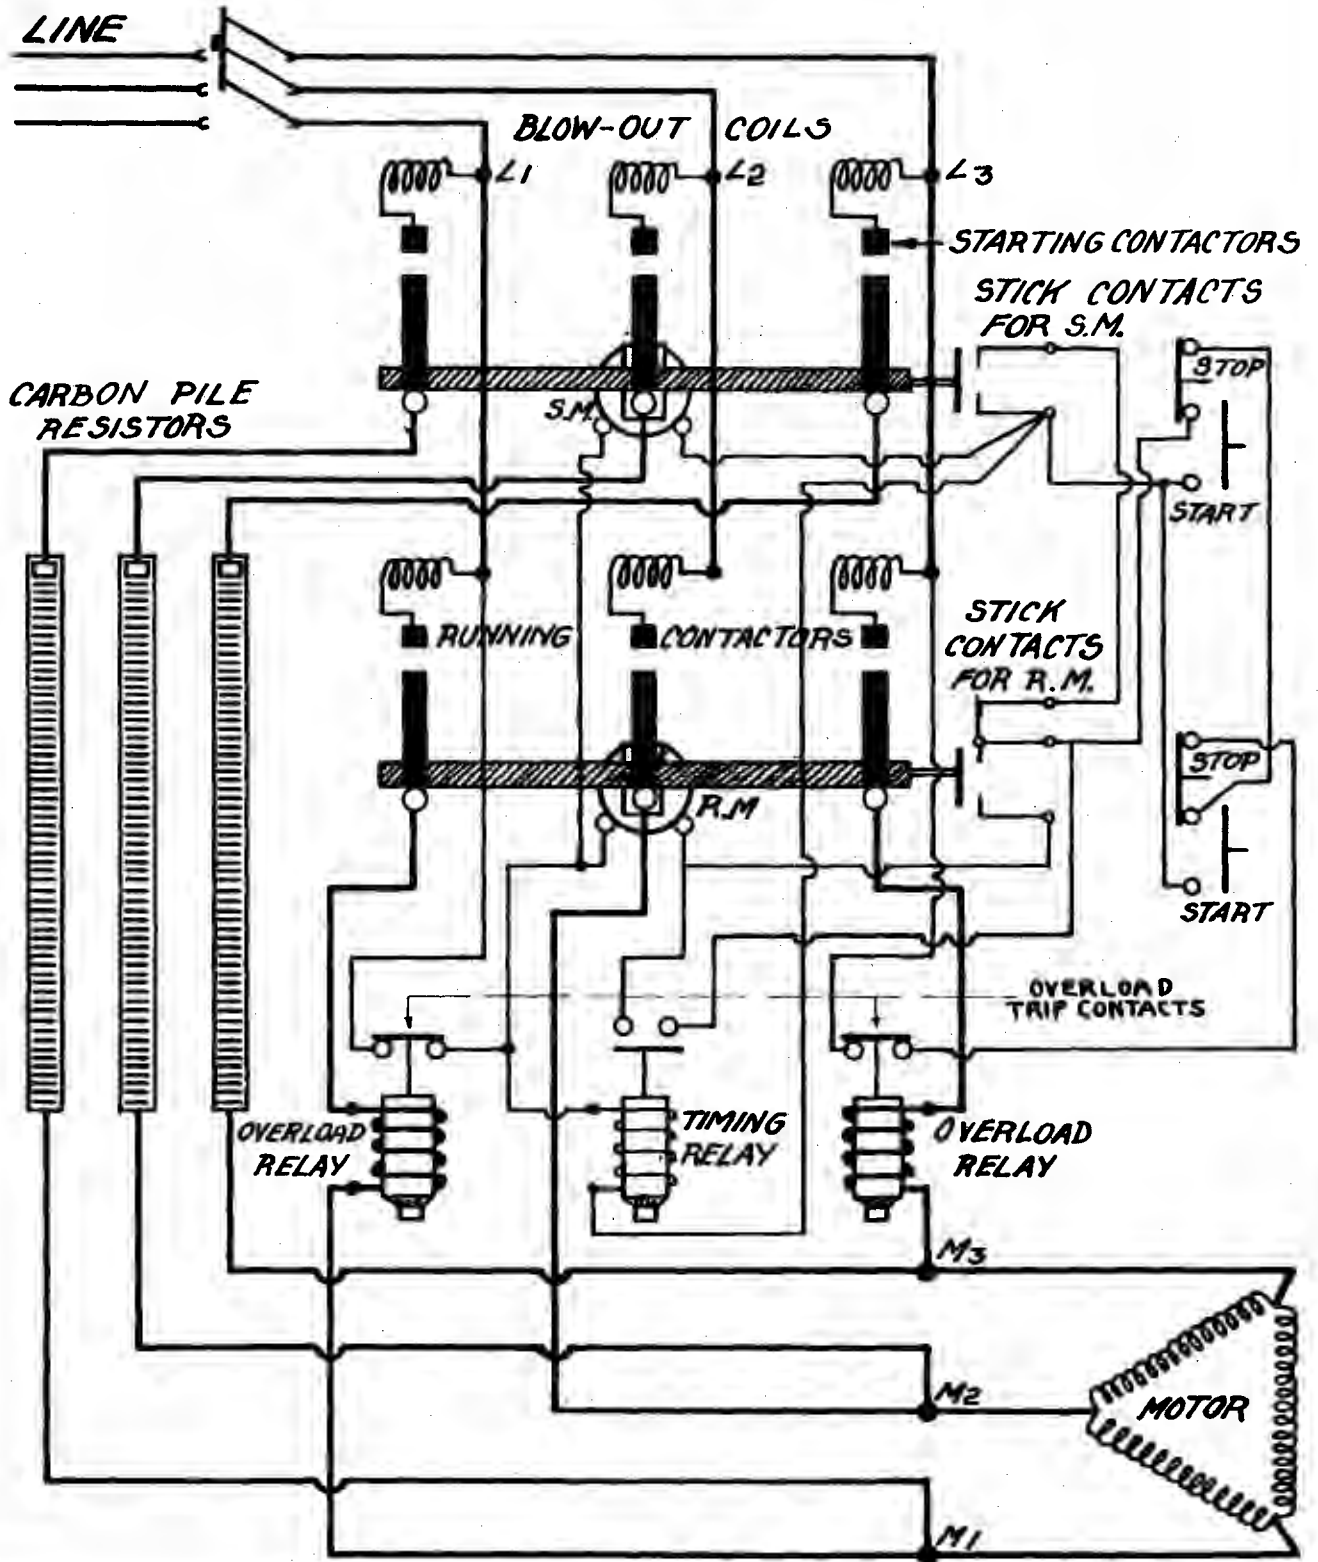 LINE
BLOW-OUT COILS
L1
L2
L3
STARTING CONTACTORS
STICK CONTACTS
FOR S.M.
STOP
CARBON PILE
RESISTORS
S.M.
START
RUNNING CONTACTORS
STICK
CONTACTS
FOR R.M.
STOP
R.M
START
OVERLOAD
TRIP CONTACTS
OVERLOAD
RELAY
TIMING
RELAY
OVERLOAD
RELAY
M3
M2
MOTOR
M1